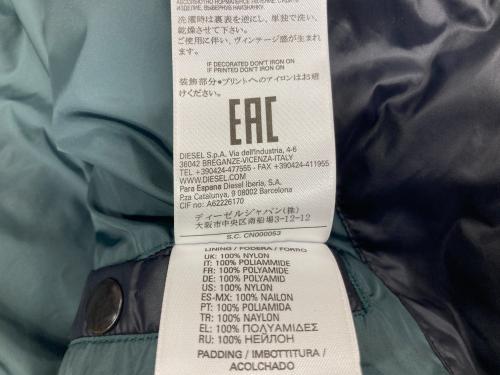 ИЗДЕЛИЕ, ВЫВЕРНУВ НАИЗНАНКУ.
洗濯時は裏表を逆にし、単独で洗い、
乾燥させて下さい。
ご使用に伴い、ヴィンテージ感が生まれ
ます。
IF DECORATED DON'T IRON ON
IF PRINTED DON'T IRON ON
装飾部分●プリントへのアイロンはお避
けください。
EAC
DIESEL S.p.A. Via dell'Industria, 4-6
36042 BREGANZE-VICENZA-ITALY
TEL +390424-477555 - FAX +390424-411955
WWW.DIESEL.COM
Para Espana Diesel Iberia, S.A.
P.za Catalunya, 9 08002 Barcelona
CIF no: A62226170
ディーゼルジャパン(株)
大阪市中央区南船場3-12-12
S.C. CN000053
LINING / FODERA / FORRO
UK: 100% NYLON
IT: 100% POLIAMMIDE
FR: 100% POLYAMID
DE: 100% POLYAMID
US: 100% NYLON
ES-MX: 100% NAILON
PT: 100% POLIAMIDA
TR: 100% NAYLON
EL: 100% ΠΟΛΥΑΜΙΔΕΣ
RU: 100% НЕЙЛОН
PADDING / IMBOTTITURA /
ACOLCHADO